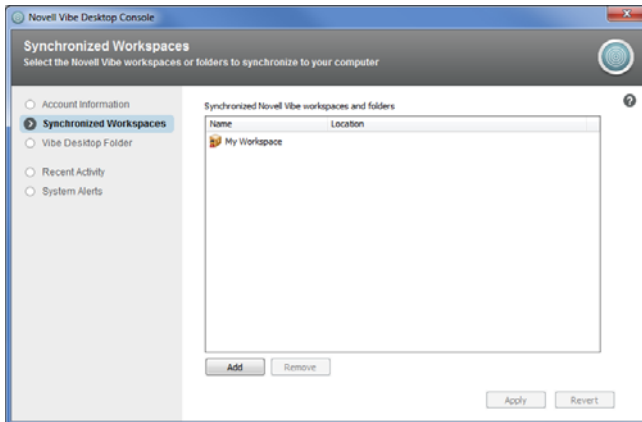 Novell Vibe Desktop Console
Synchronized Workspaces
Select the Novell Vibe workspaces or folders to synchronize to your computer
Account Information
Synchronized Workspaces
Vibe Desktop Folder
Recent Activity
System Alerts
Synchronized Novell Vibe workspaces and folders
Name Location
My Workspace
Add Remove
Apply Revert